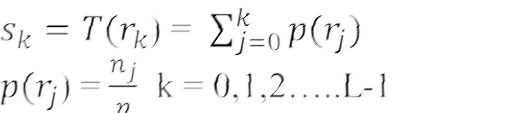 s_k = T(r_k) = ∑_{j=0}^{k} p(r_j)
p(r_j) = n_j/n k = 0,1,2.....L-1